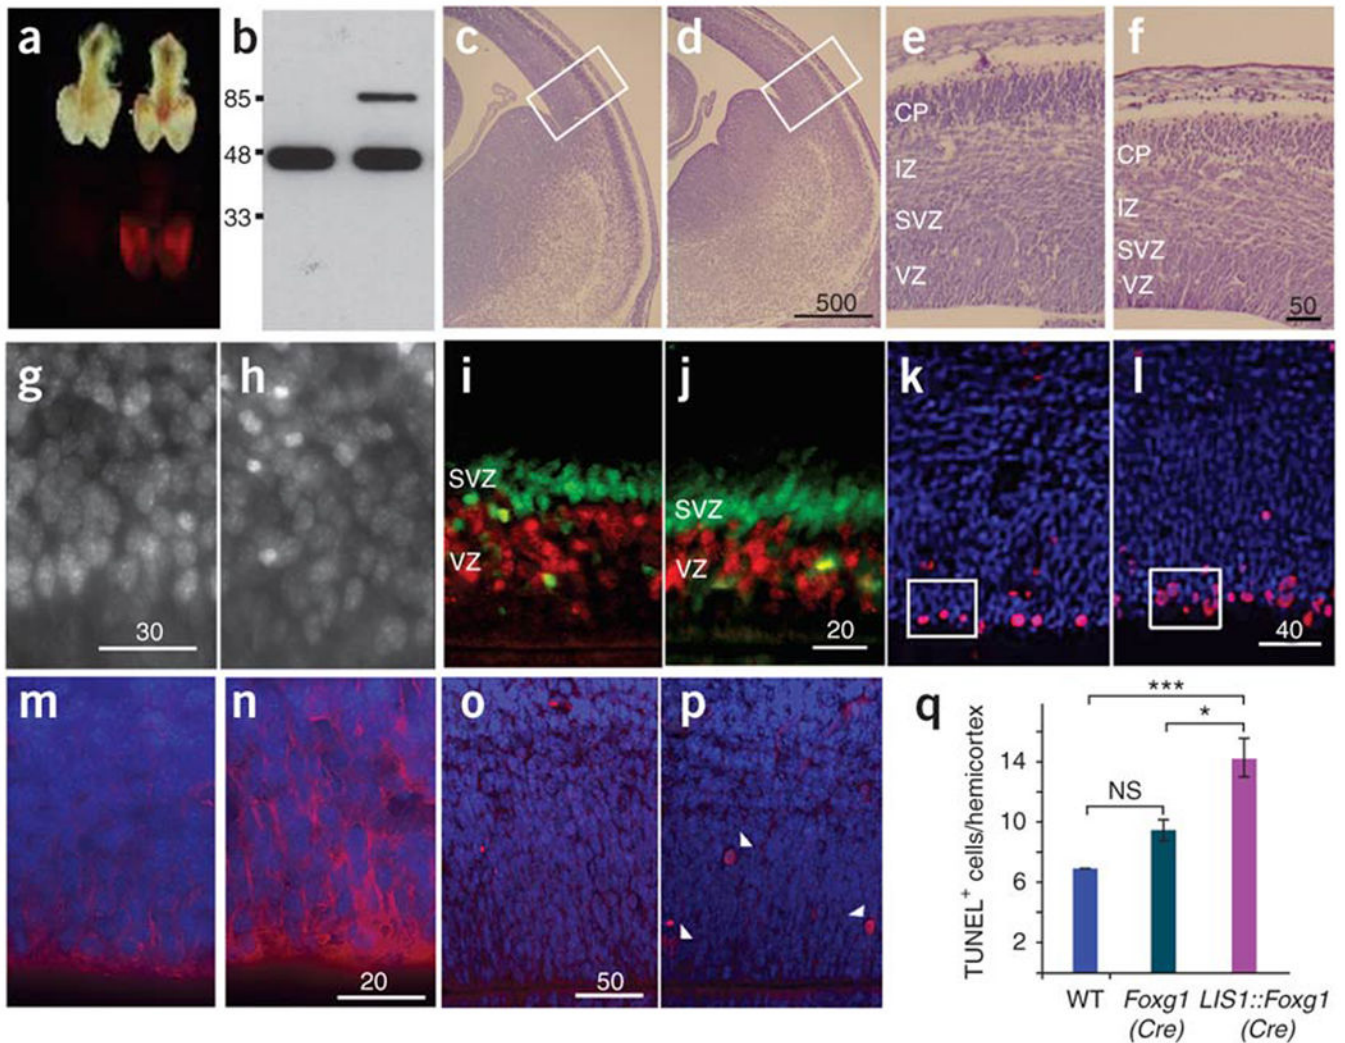 a
b
85
48
33
c
d
500
e
CP
IZ
SVZ
VZ
f
CP
IZ
SVZ
VZ
50
g
30
h
i
SVZ
VZ
j
SVZ
VZ
20
k
l
40
m
n
20
o
50
p
q
***
*
NS
TUNEL+ cells/hemicortex
14
10
6
2
WT
Foxg1
(Cre)
LIS1::Foxg1
(Cre)